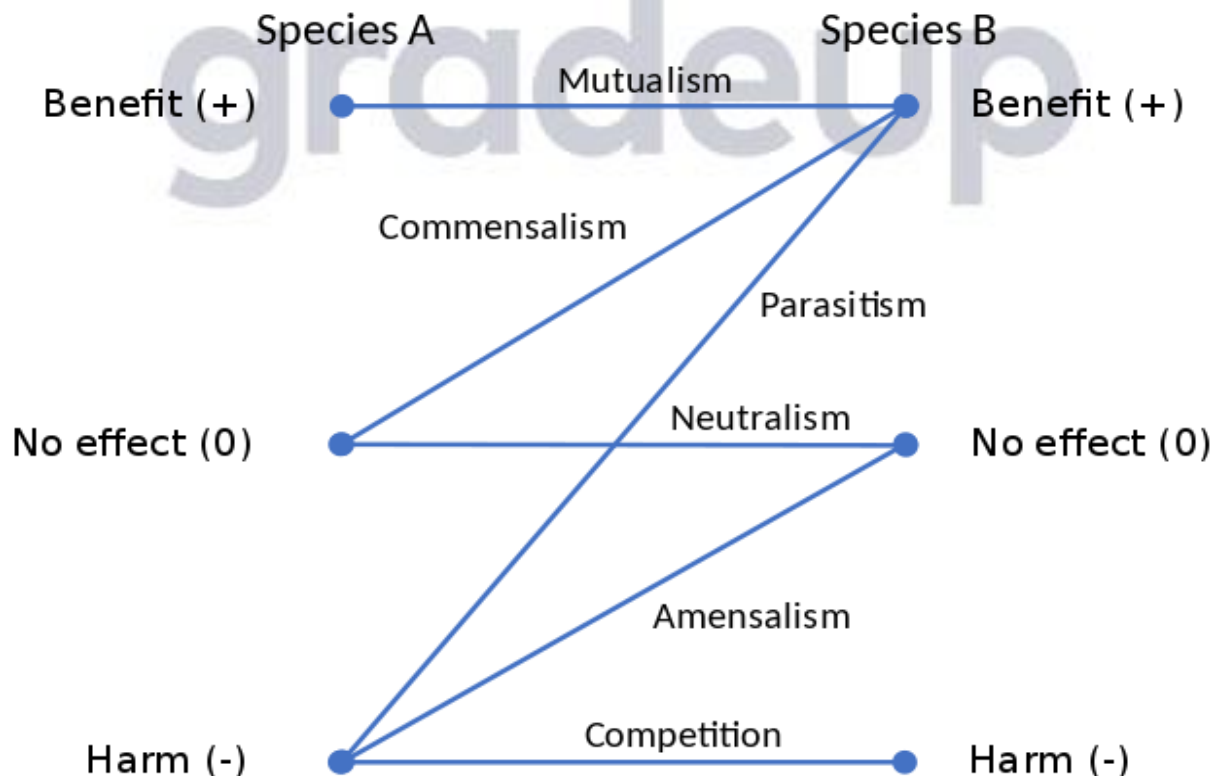 gradeup
Species A Species B
Mutualism
Benefit (+) Benefit (+)
Commensalism
Parasitism
Neutralism
No effect (0) No effect (0)
Amensalism
Competition
Harm (-) Harm (-)